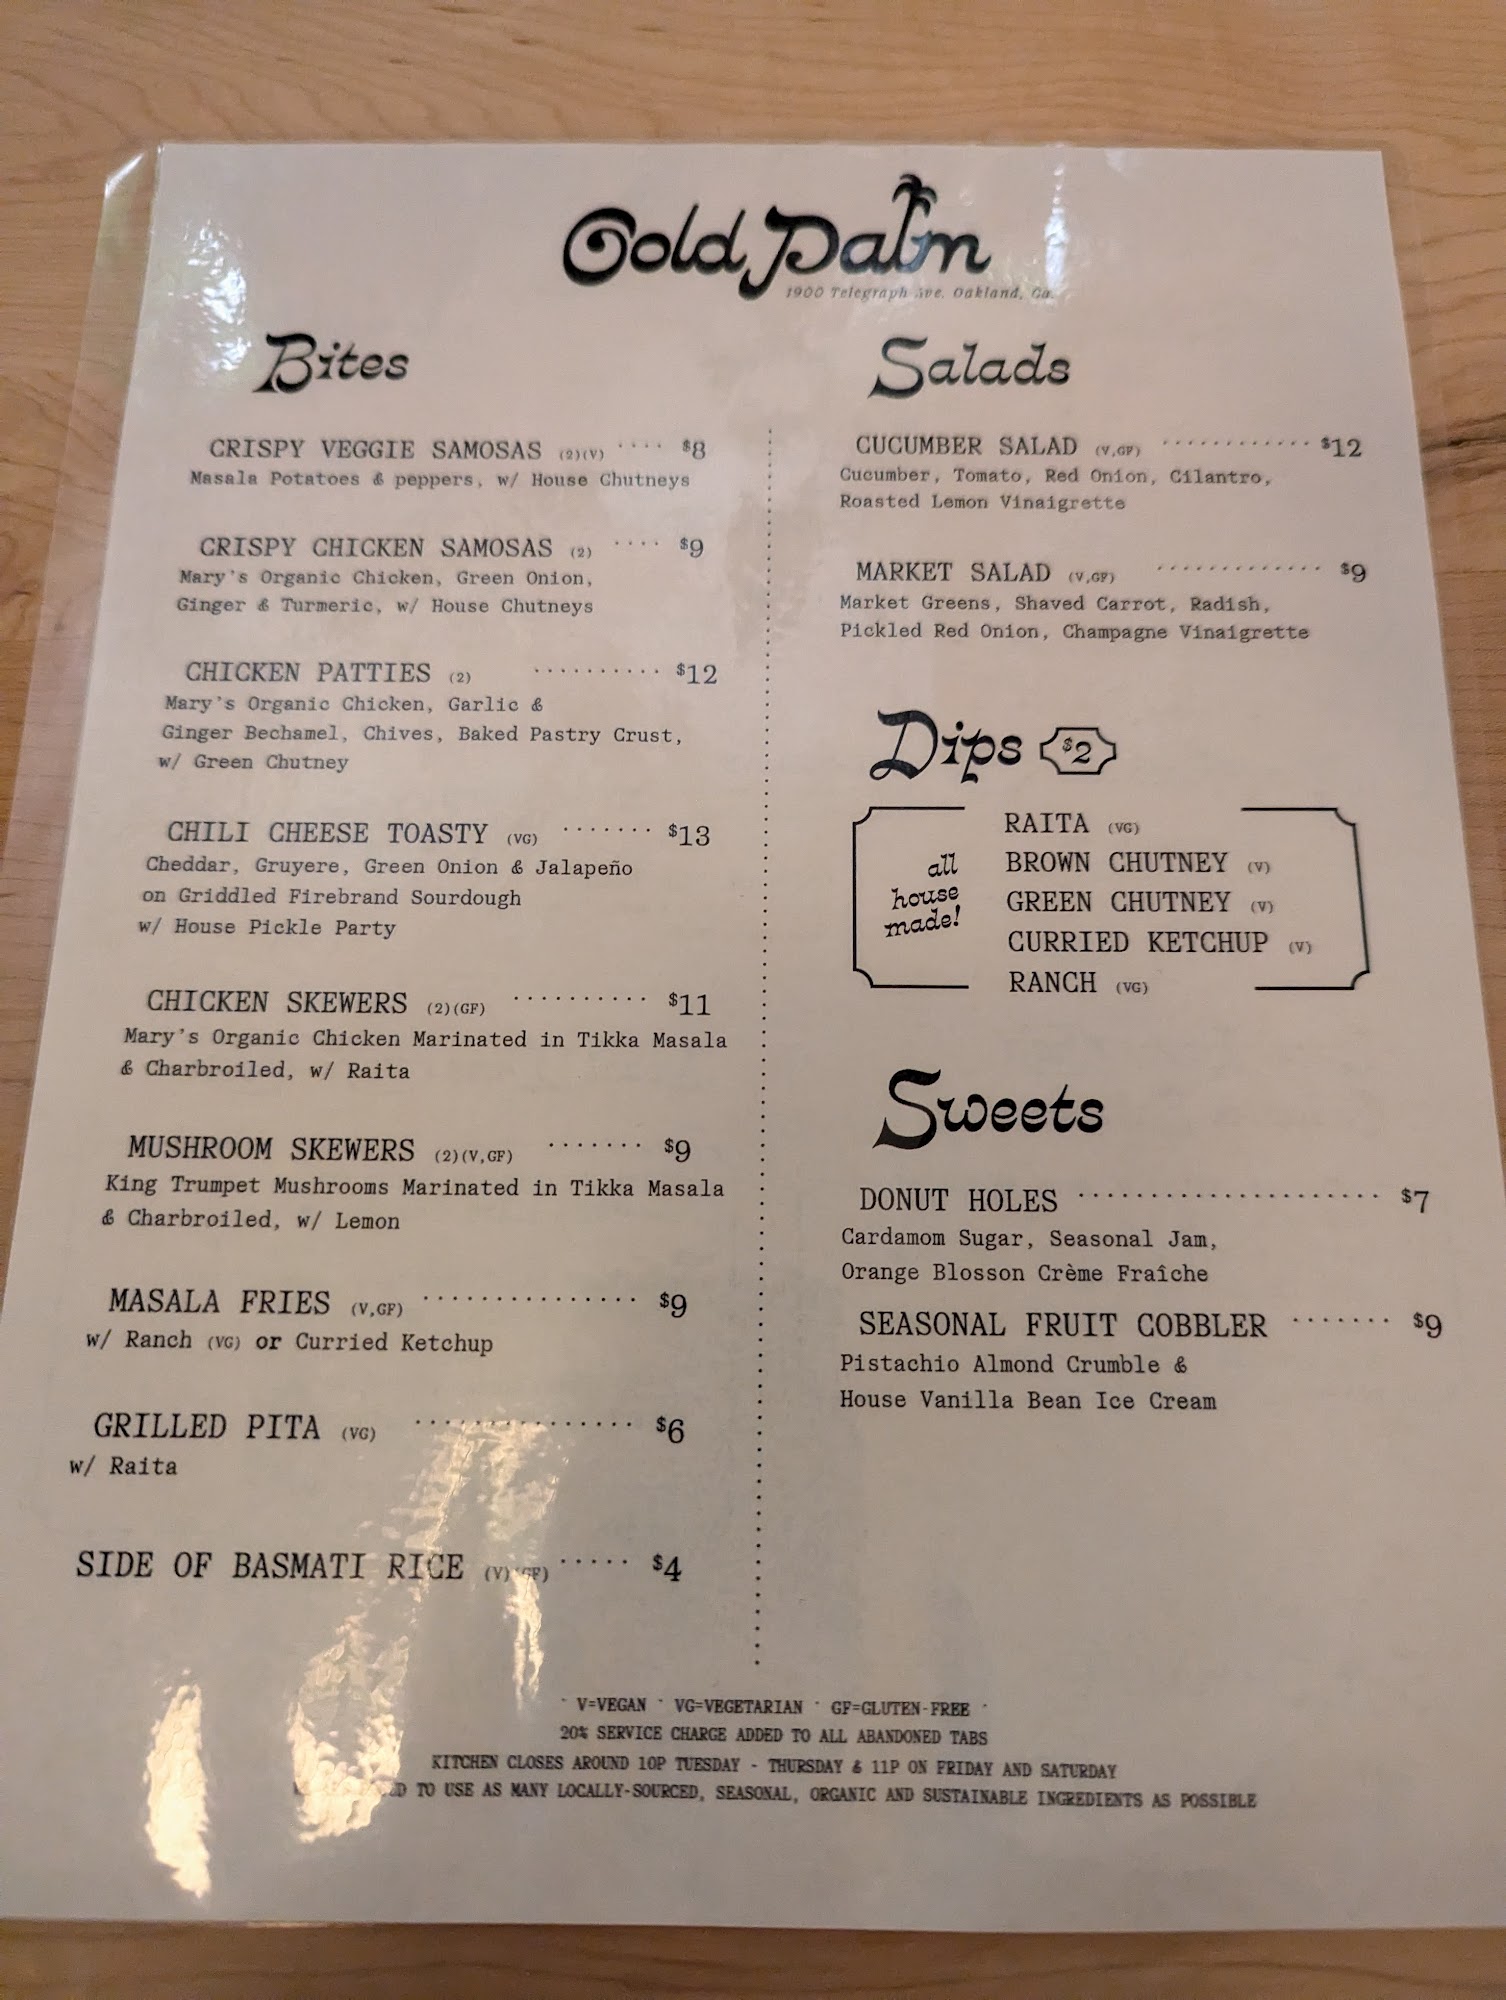 Gold Palm
1900 Telegraph Ave. Oakland, Ca.
Bites
CRISPY VEGGIE SAMOSAS (2)(V) ···· $8
Masala Potatoes & peppers, w/ House Chutneys
CRISPY CHICKEN SAMOSAS (2) ···· $9
Mary's Organic Chicken, Green Onion,
Ginger & Turmeric, w/ House Chutneys
CHICKEN PATTIES (2) ·········· $12
Mary's Organic Chicken, Garlic &
Ginger Bechamel, Chives, Baked Pastry Crust,
w/ Green Chutney
CHILI CHEESE TOASTY (VG) ······· $13
Cheddar, Gruyere, Green Onion & Jalapeño
on Griddled Firebrand Sourdough
w/ House Pickle Party
CHICKEN SKEWERS (2)(GF) ·········· $11
Mary's Organic Chicken Marinated in Tikka Masala
& Charbroiled, w/ Raita
MUSHROOM SKEWERS (2)(V,GF) ······· $9
King Trumpet Mushrooms Marinated in Tikka Masala
& Charbroiled, w/ Lemon
MASALA FRIES (V,GF) ··············· $9
w/ Ranch (VG) or Curried Ketchup
GRILLED PITA (VG) ··············· $6
w/ Raita
SIDE OF BASMATI RICE (V)(GF) ····· $4
Salads
CUCUMBER SALAD (V,GF) ············ $12
Cucumber, Tomato, Red Onion, Cilantro,
Roasted Lemon Vinaigrette
MARKET SALAD (V,GF) ············· $9
Market Greens, Shaved Carrot, Radish,
Pickled Red Onion, Champagne Vinaigrette
Dips $2
all
house
made!
RAITA (VG)
BROWN CHUTNEY (V)
GREEN CHUTNEY (V)
CURRIED KETCHUP (V)
RANCH (VG)
Sweets
DONUT HOLES ······················ $7
Cardamom Sugar, Seasonal Jam,
Orange Blosson Crème Fraîche
SEASONAL FRUIT COBBLER ······· $9
Pistachio Almond Crumble &
House Vanilla Bean Ice Cream
· V=VEGAN · VG=VEGETARIAN · GF=GLUTEN-FREE ·
20% SERVICE CHARGE ADDED TO ALL ABANDONED TABS
KITCHEN CLOSES AROUND 10P TUESDAY - THURSDAY & 11P ON FRIDAY AND SATURDAY
TO USE AS MANY LOCALLY-SOURCED, SEASONAL, ORGANIC AND SUSTAINABLE INGREDIENTS AS POSSIBLE